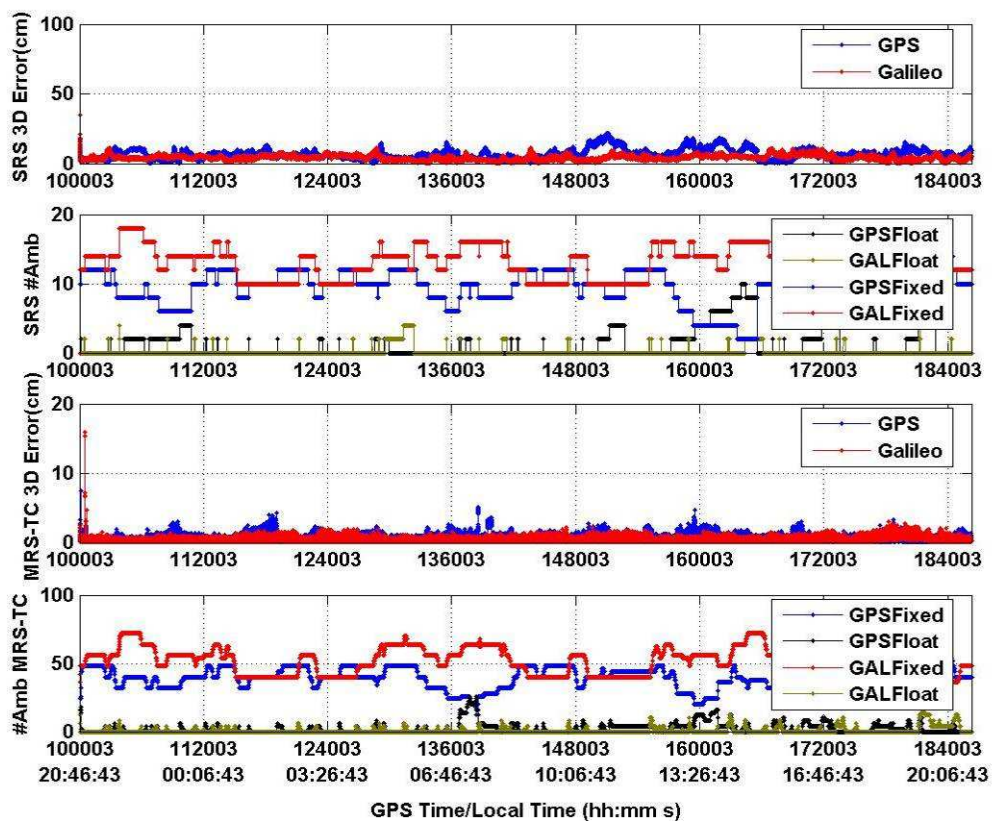 SRS 3D Error(cm)
100
50
0
GPS
Galileo
100003 112003 124003 136003 148003 160003 172003 184003
SRS #Amb
20
10
0
GPSFloat
GALFloat
GPSFixed
GALFixed
100003 112003 124003 136003 148003 160003 172003 184003
MRS-TC 3D Error(cm)
20
10
0
GPS
Galileo
100003 112003 124003 136003 148003 160003 172003 184003
#Amb MRS-TC
100
50
0
GPSFixed
GPSFloat
GALFixed
GALFloat
100003 112003 124003 136003 148003 160003 172003 184003
20:46:43 00:06:43 03:26:43 06:46:43 10:06:43 13:26:43 16:46:43 20:06:43
GPS Time/Local Time (hh:mm s)